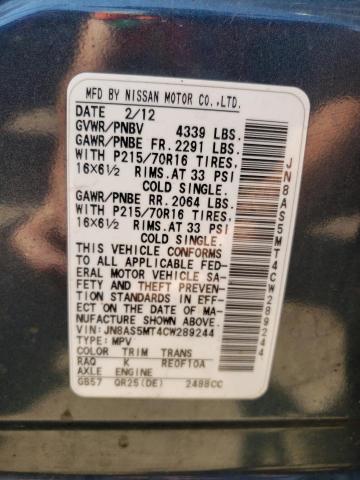 MFD BY NISSAN MOTOR CO.,LTD.
DATE 2/12
GVWR/PNBV 4339 LBS.
GAWR/PNBE FR. 2291 LBS.
WITH P215/70R16 TIRES,
16X6½ RIMS.AT 33 PSI
COLD SINGLE.
GAWR/PNBE RR. 2064 LBS.
WITH P215/70R16 TIRES,
16X6½ RIMS.AT 33 PSI
COLD SINGLE.
THIS VEHICLE CONFORMS
TO ALL APPLICABLE FED-
ERAL MOTOR VEHICLE SA-
FETY AND THEFT PREVEN-
TION STANDARDS IN EFF-
ECT ON THE DATE OF MA-
NUFACTURE SHOWN ABOVE.
VIN:JN8AS5MT4CW289244
TYPE:MPV
COLOR TRIM TRANS
RAQ K RE0F10A
AXLE ENGINE
GB57 QR25(DE) 2488CC
JN8AS5MT4CW289244